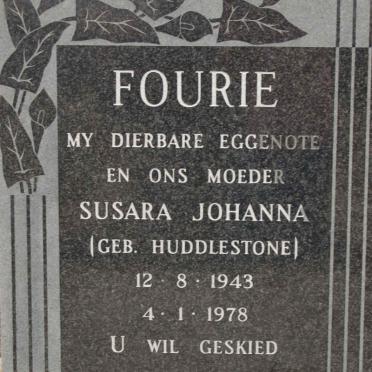 FOURIE
MY DIERBARE EGGENOTE
EN ONS MOEDER
SUSARA JOHANNA
(GEB. HUDDLESTONE)
12 · 8 · 1943
4 · 1 · 1978
U WIL GESKIED